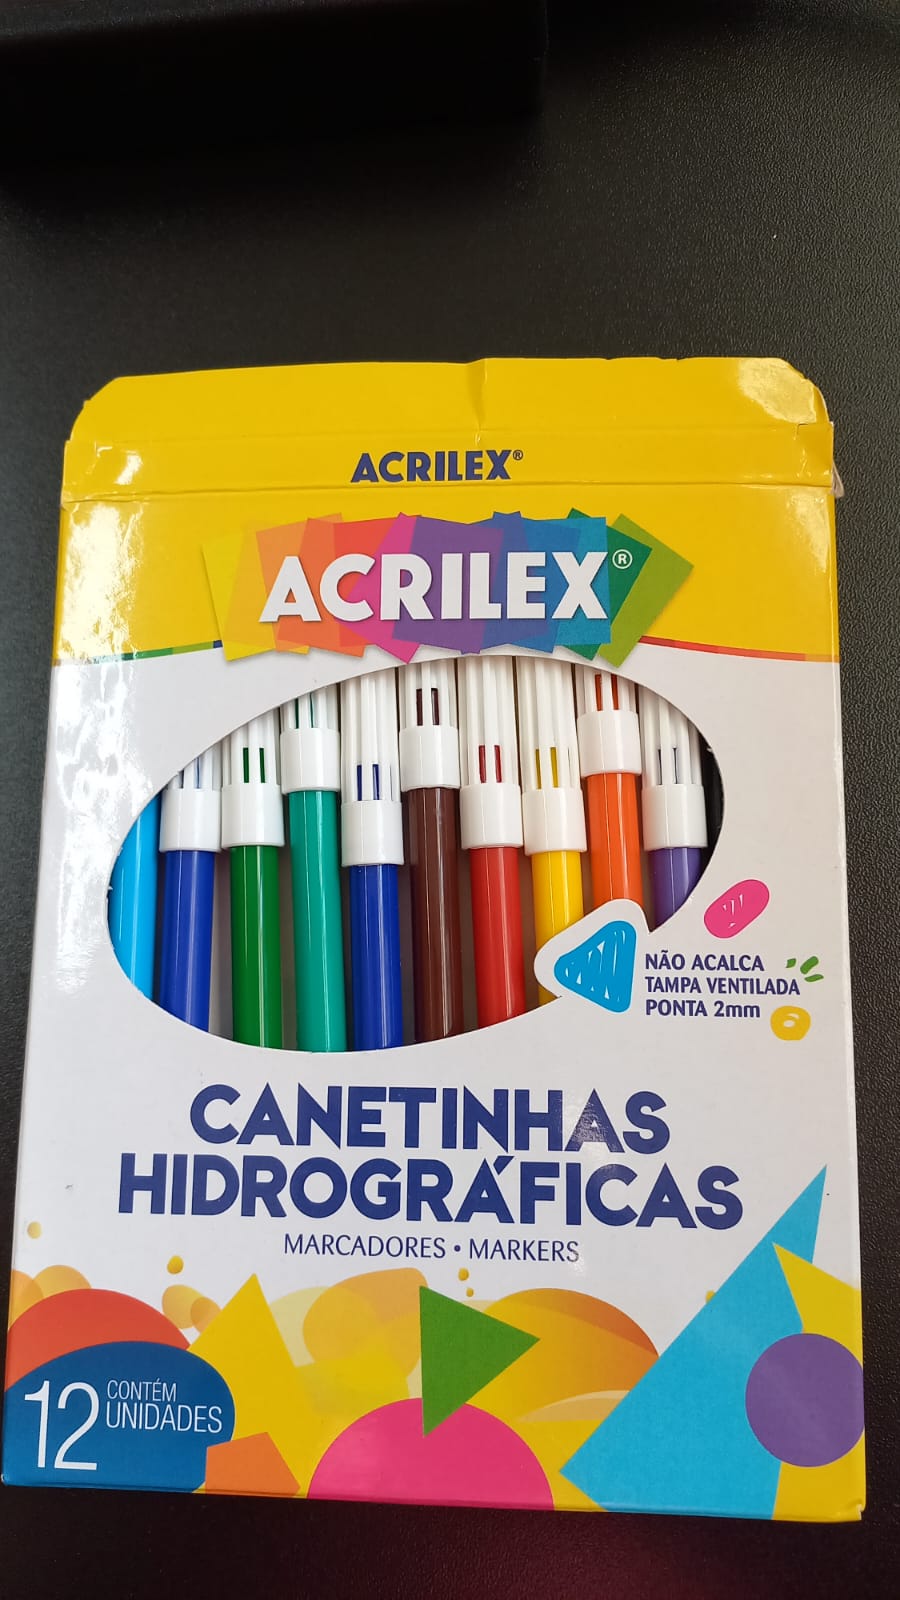 ACRILEX®
ACRILEX®
NÃO ACALCA
TAMPA VENTILADA
PONTA 2mm
CANETINHAS
HIDROGRÁFICAS
MARCADORES • MARKERS
12 CONTÉM
UNIDADES